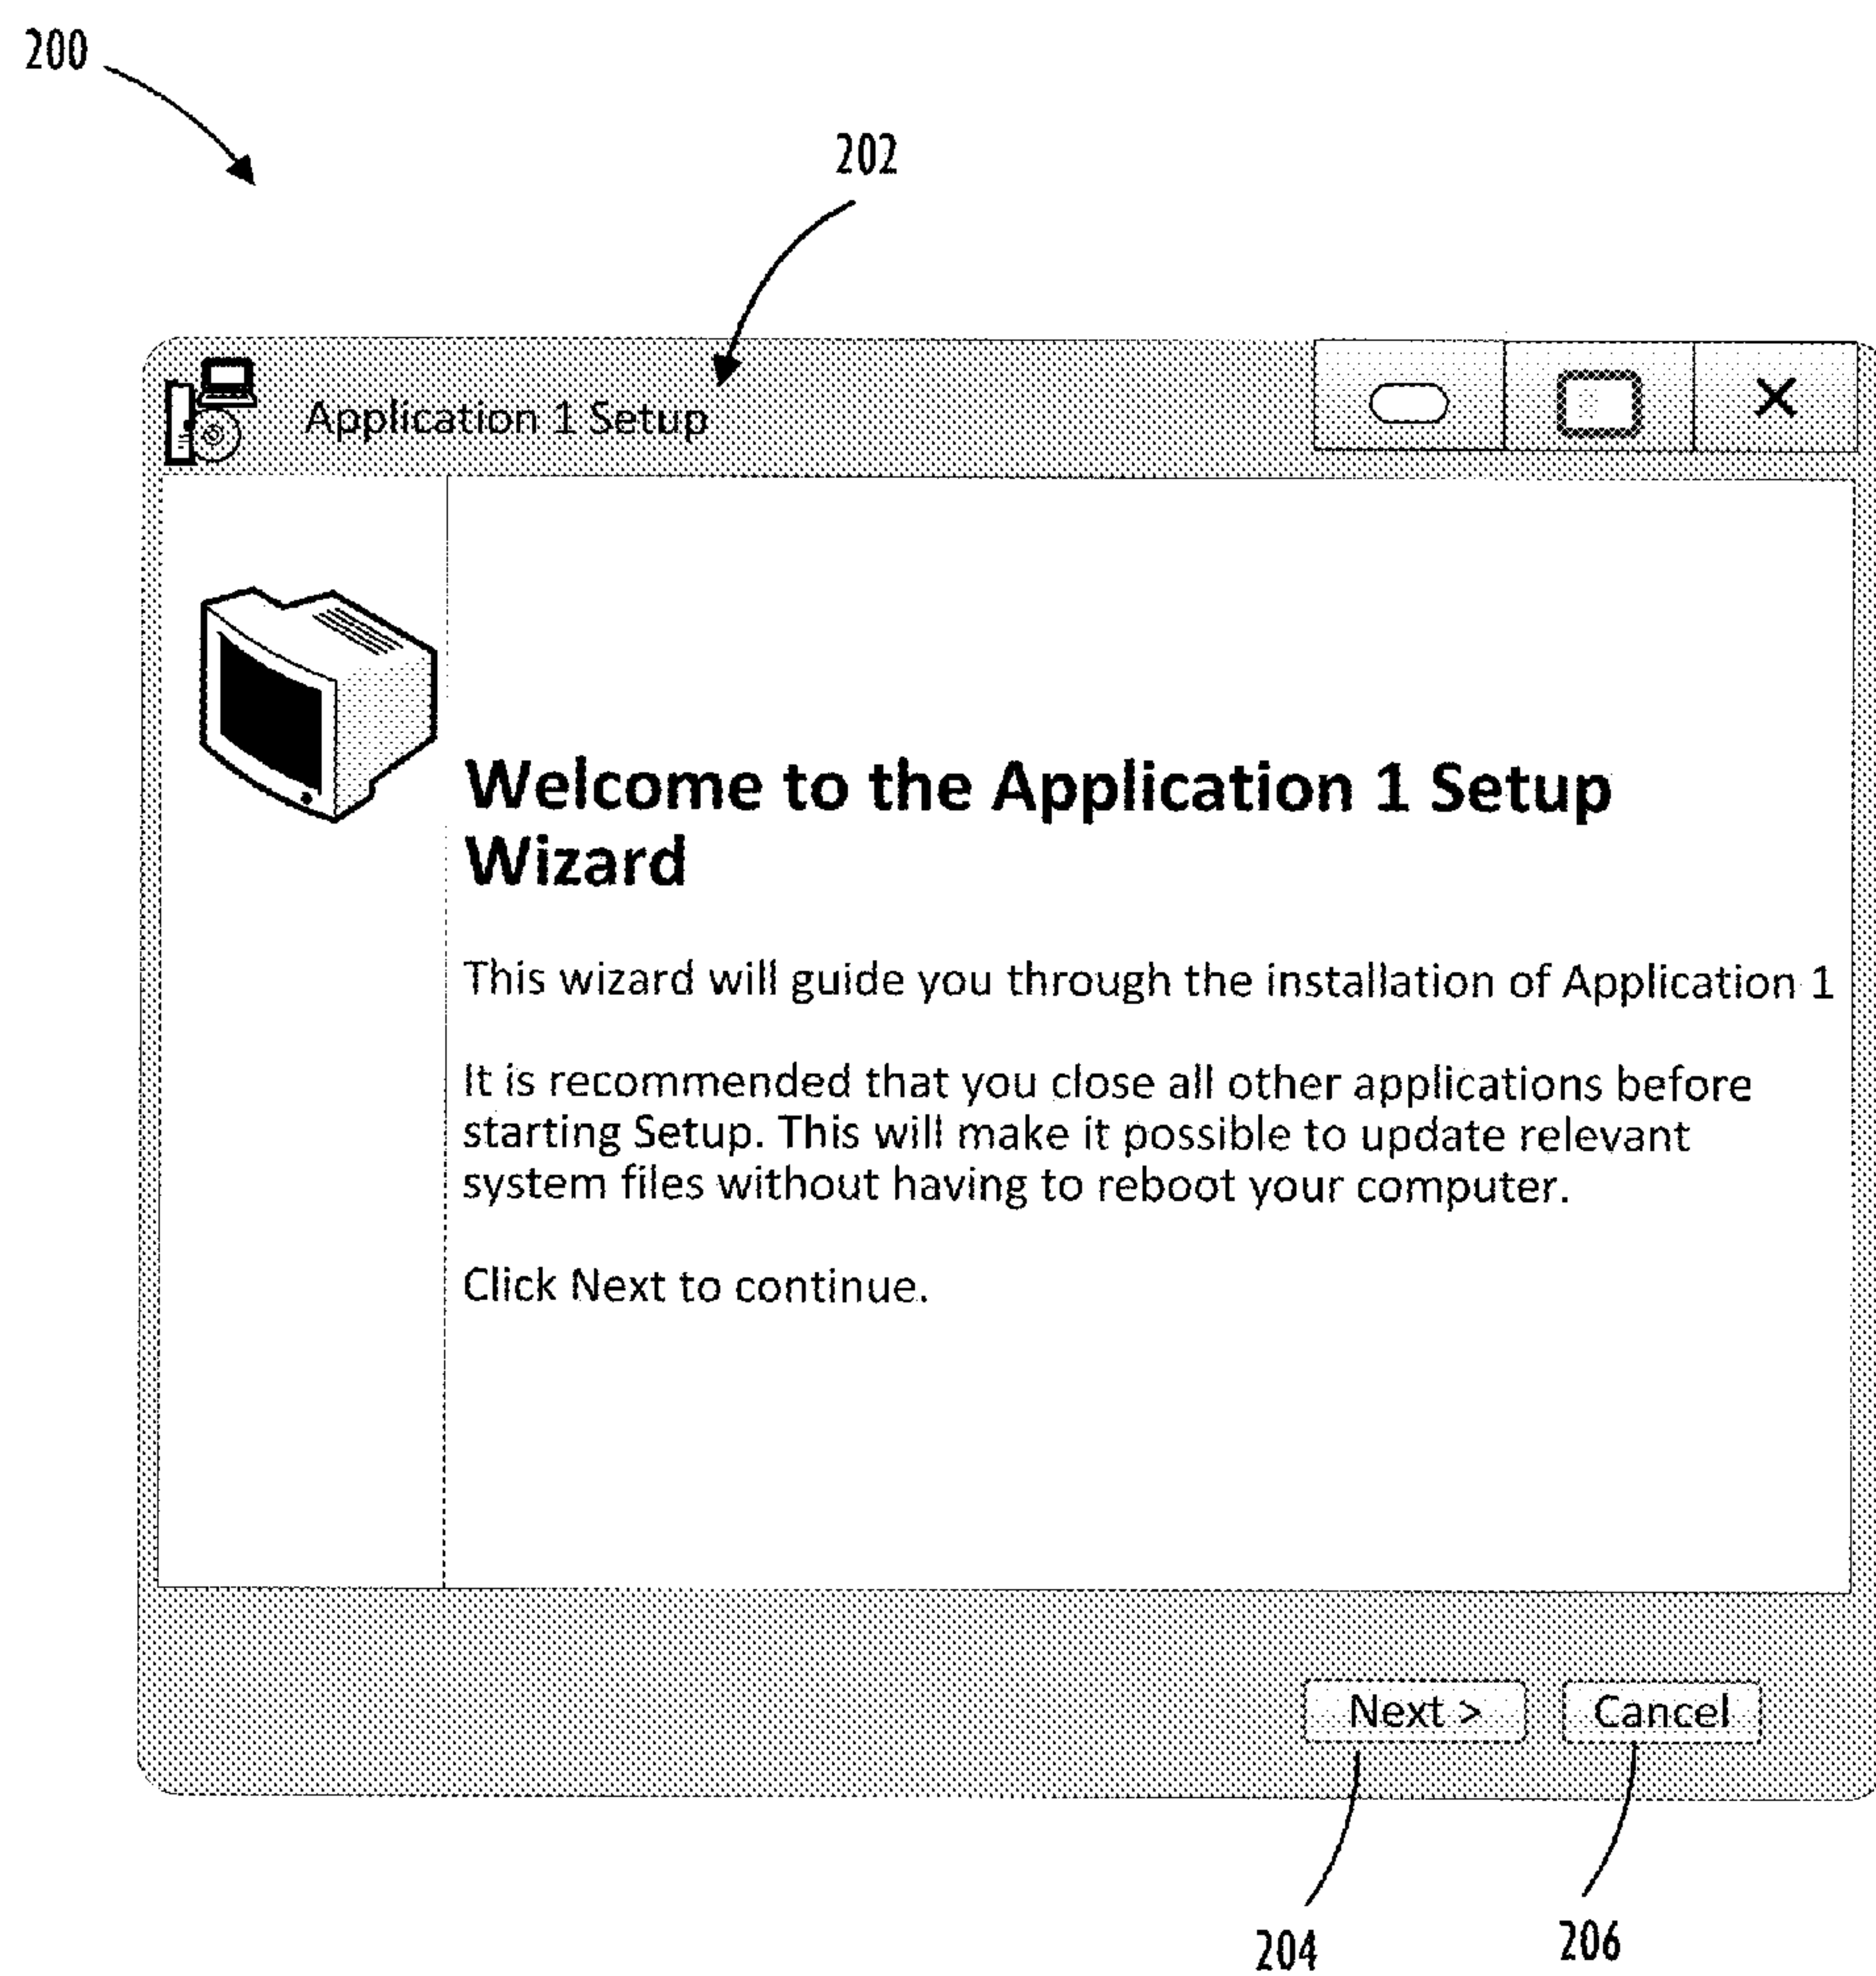 200
202
Application 1 Setup
Welcome to the Application 1 Setup
Wizard
This wizard will guide you through the installation of Application 1
It is recommended that you close all other applications before
starting Setup. This will make it possible to update relevant
system files without having to reboot your computer.
Click Next to continue.
Next >
Cancel
204
206